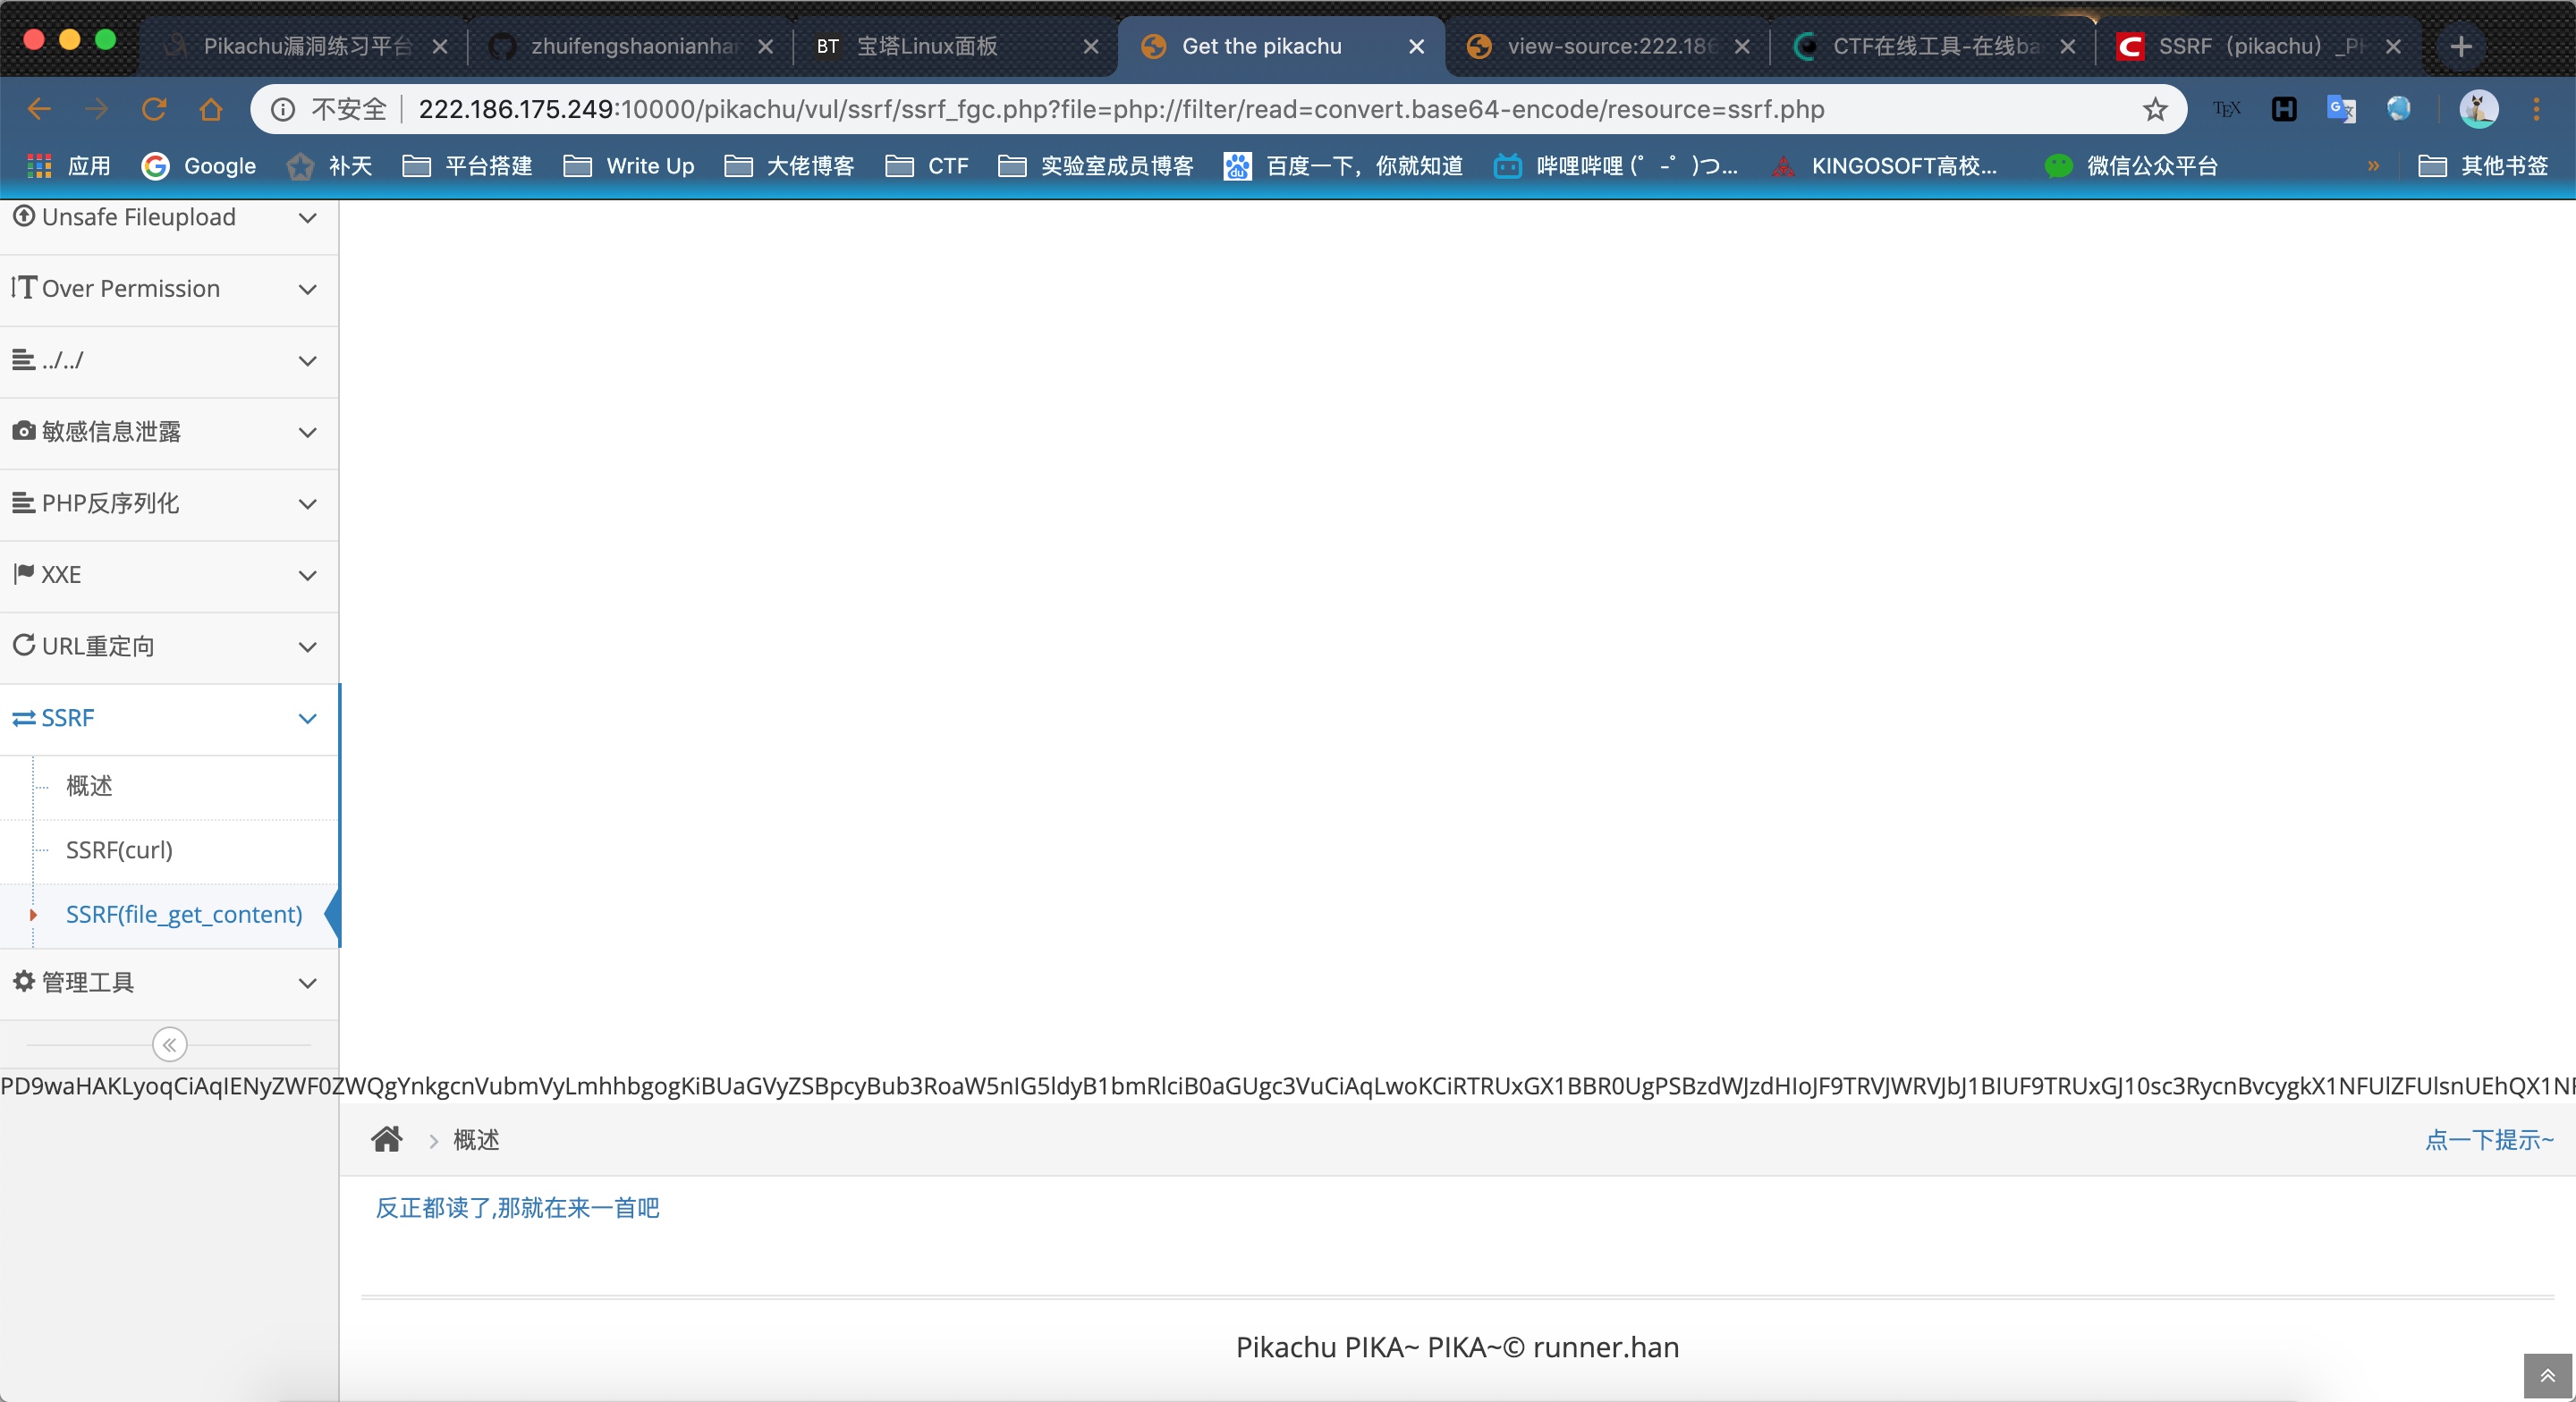 Pikachu漏洞练习平台
zhuifengshaonianhan
BT 宝塔Linux面板
Get the pikachu
view-source:222.186
CTF在线工具-在线ba
SSRF（pikachu）_PH
不安全 222.186.175.249:10000/pikachu/vul/ssrf/ssrf_fgc.php?file=php://filter/read=convert.base64-encode/resource=ssrf.php
应用 Google 补天 平台搭建 Write Up 大佬博客 CTF 实验室成员博客 百度一下，你就知道 哔哩哔哩 (゜-゜)つ... KINGOSOFT高校... 微信公众平台 » 其他书签
Unsafe Fileupload
Over Permission
../../
敏感信息泄露
PHP反序列化
XXE
URL重定向
SSRF
概述
SSRF(curl)
SSRF(file_get_content)
管理工具
PD9waHAKLyoqCiAqIENyZWF0ZWQgYnkgcnVubmVyLmhhbgogKiBUaGVyZSBpcyBub3RoaW5nIG5ldyB1bmRlciB0aGUgc3VuCiAqLwoKCiRTRUxGX1BBR0UgPSBzdWJzdHIoJF9TRVJWRVJbJ1BIUF9TRUxGJ10sc3RycnBvcygkX1NFUlZFUlsnUEhQX1NF
概述 点一下提示~
反正都读了,那就在来一首吧
Pikachu PIKA~ PIKA~© runner.han